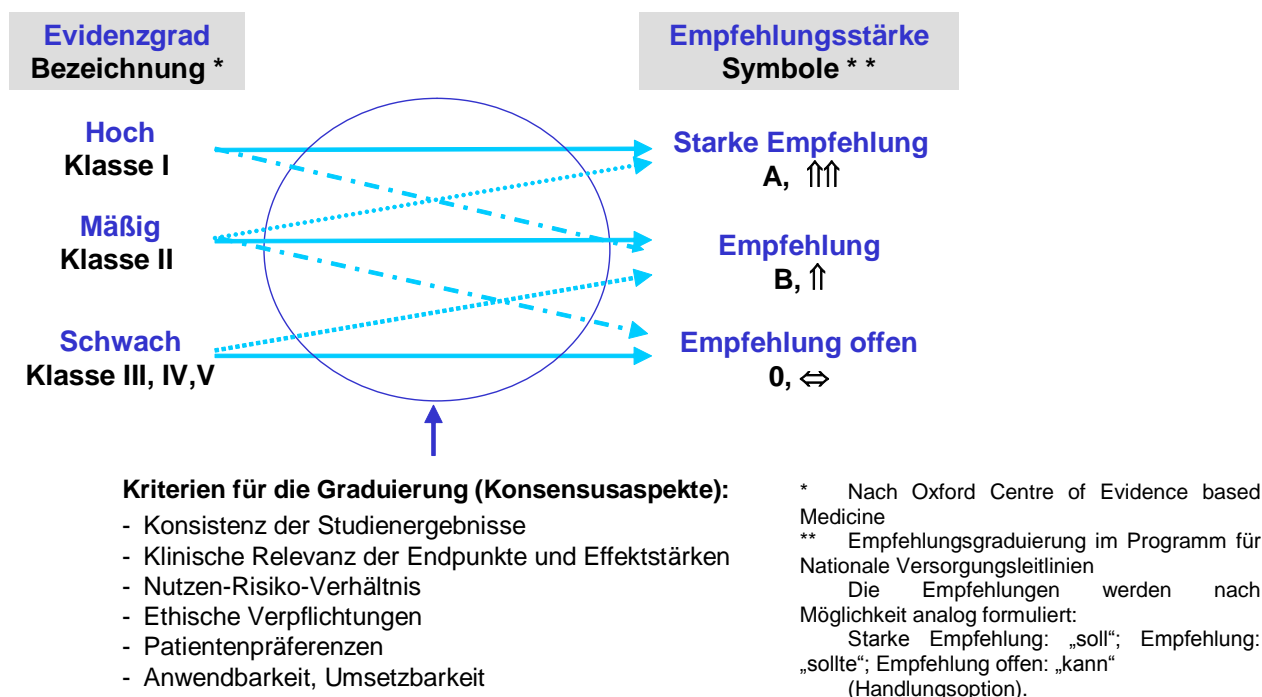 Evidenzgrad
Bezeichnung *
Empfehlungsstärke
Symbole * *
Hoch
Klasse I
Starke Empfehlung
A, ⇑⇑
Mäßig
Klasse II
Empfehlung
B, ⇑
Schwach
Klasse III, IV,V
Empfehlung offen
0, ⇔
Kriterien für die Graduierung (Konsensusaspekte):
- Konsistenz der Studienergebnisse
- Klinische Relevanz der Endpunkte und Effektstärken
- Nutzen-Risiko-Verhältnis
- Ethische Verpflichtungen
- Patientenpräferenzen
- Anwendbarkeit, Umsetzbarkeit
* Nach Oxford Centre of Evidence based
Medicine
** Empfehlungsgraduierung im Programm für
Nationale Versorgungsleitlinien
Die Empfehlungen werden nach
Möglichkeit analog formuliert:
Starke Empfehlung: „soll“; Empfehlung:
„sollte“; Empfehlung offen: „kann“
(Handlungsoption).